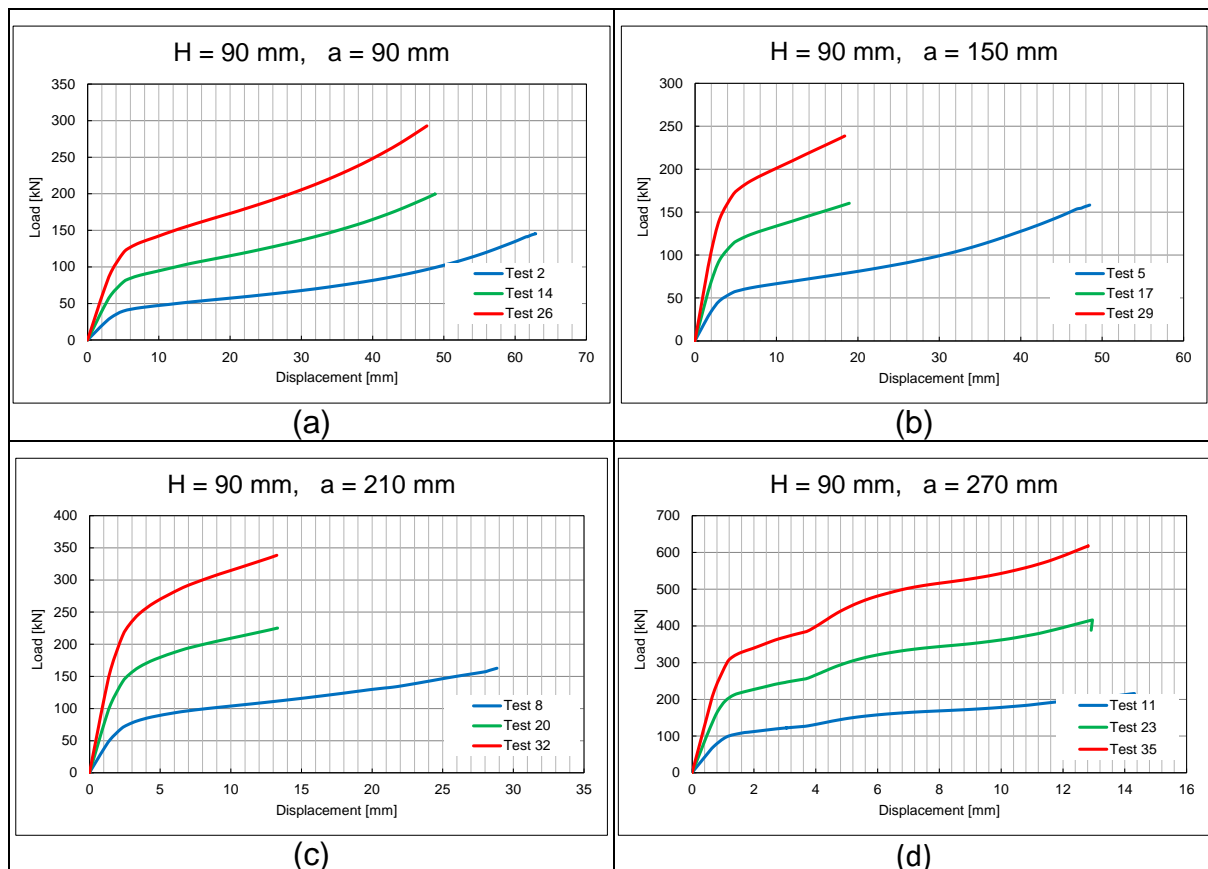 H = 90 mm, a = 90 mm
350
300
250
200
150
100
50
0
Load [kN]
Test 2
Test 14
Test 26
0 10 20 30 40 50 60 70
Displacement [mm]
(a)
H = 90 mm, a = 150 mm
300
250
200
150
100
50
0
Load [kN]
Test 5
Test 17
Test 29
0 10 20 30 40 50 60
Displacement [mm]
(b)
H = 90 mm, a = 210 mm
400
350
300
250
200
150
100
50
0
Load [kN]
Test 8
Test 20
Test 32
0 5 10 15 20 25 30 35
Displacement [mm]
(c)
H = 90 mm, a = 270 mm
700
600
500
400
300
200
100
0
Load [kN]
Test 11
Test 23
Test 35
0 2 4 6 8 10 12 14 16
Displacement [mm]
(d)